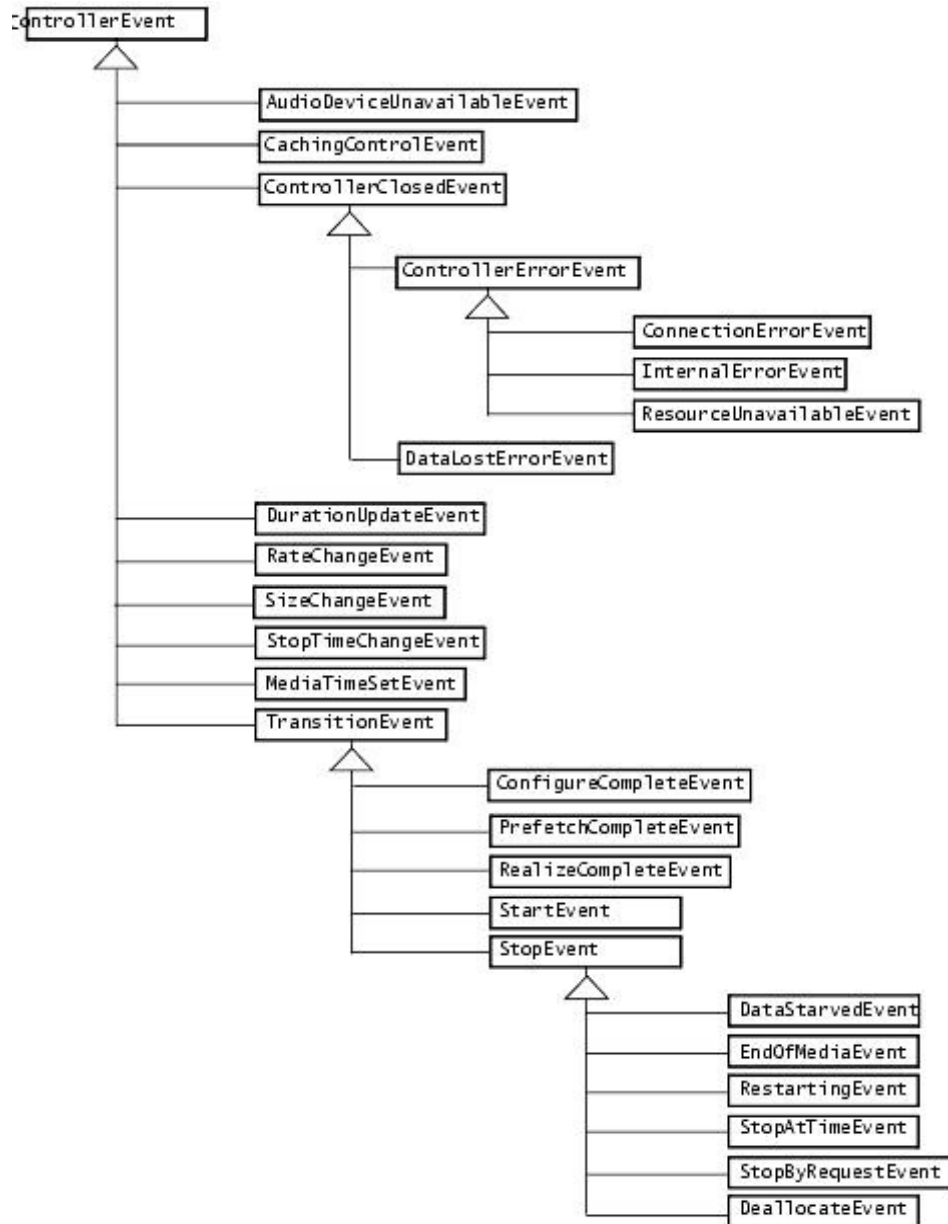 ControllerEvent
AudioDeviceUnavailableEvent
CachingControlEvent
ControllerClosedEvent
ControllerErrorEvent
ConnectionErrorEvent
InternalErrorEvent
ResourceUnavailableEvent
DataLostErrorEvent
DurationUpdateEvent
RateChangeEvent
SizeChangeEvent
StopTimeChangeEvent
MediaTimeSetEvent
TransitionEvent
ConfigureCompleteEvent
PrefetchCompleteEvent
RealizeCompleteEvent
StartEvent
StopEvent
DataStarvedEvent
EndOfMediaEvent
RestartingEvent
StopAtTimeEvent
StopByRequestEvent
DeallocateEvent